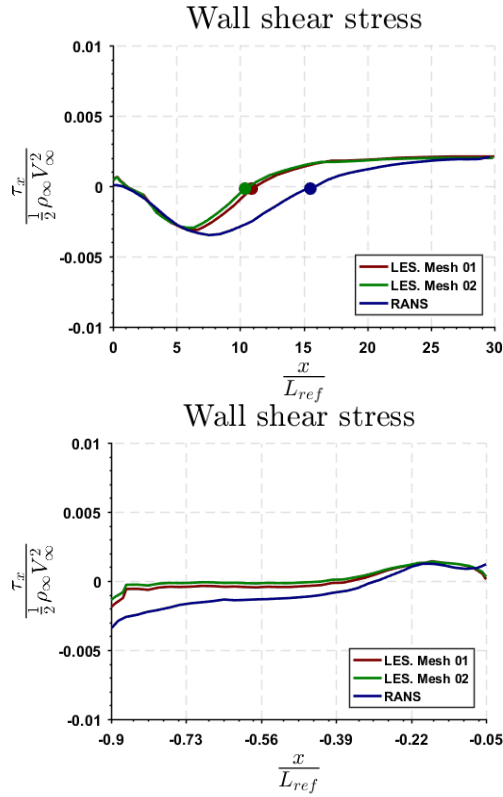 Wall shear stress
0.01
0.005
0
-0.005
-0.01
τx
1/2 ρ∞V∞²
LES. Mesh 01
LES. Mesh 02
RANS
0 5 10 15 20 25 30
x
Lref
Wall shear stress
0.01
0.005
0
-0.005
-0.01
τx
1/2 ρ∞V∞²
LES. Mesh 01
LES. Mesh 02
RANS
-0.9 -0.73 -0.56 -0.39 -0.22 -0.05
x
Lref